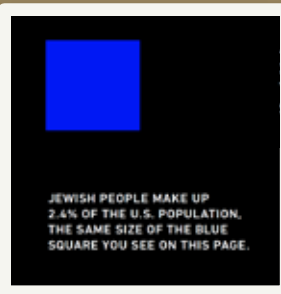 JEWISH PEOPLE MAKE UP
2.4% OF THE U.S. POPULATION,
THE SAME SIZE OF THE BLUE
SQUARE YOU SEE ON THIS PAGE.